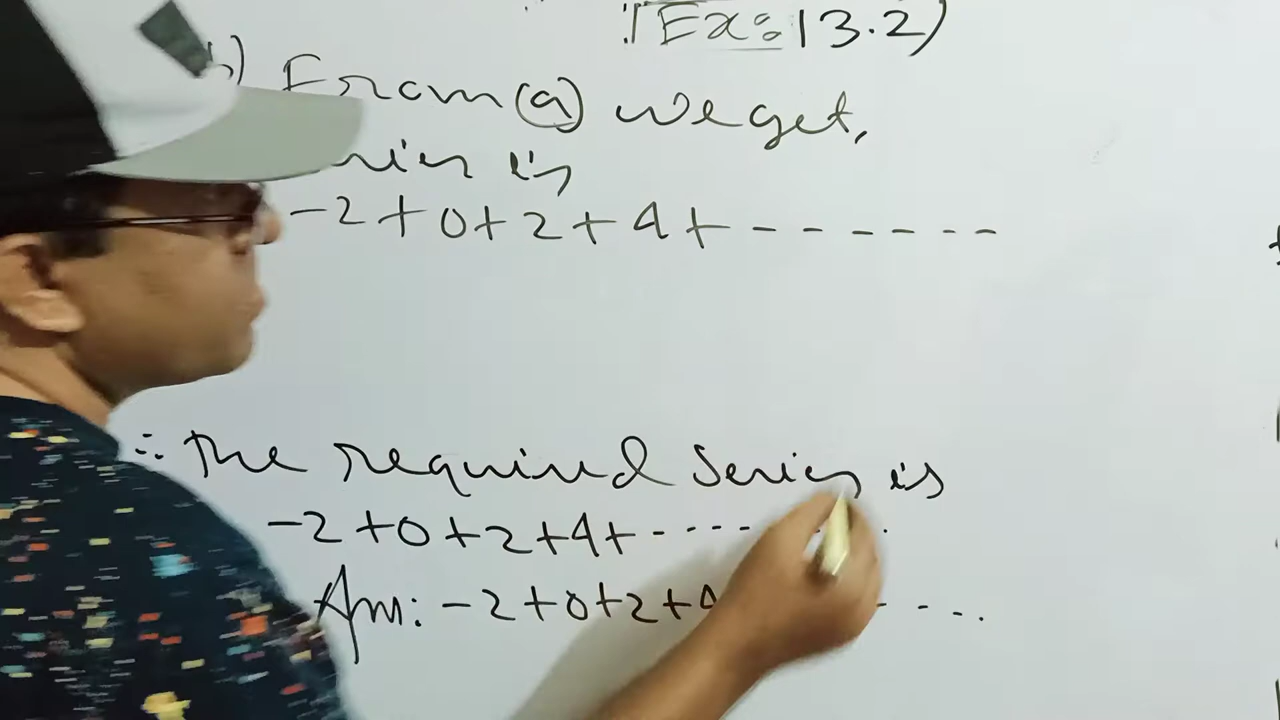 (Ex: 13.2)
b) From (a) we get,
is
-2+0+2+4+------
∴ The required series is
-2+0+2+4+----
Ans: -2+0+2+4 ---.